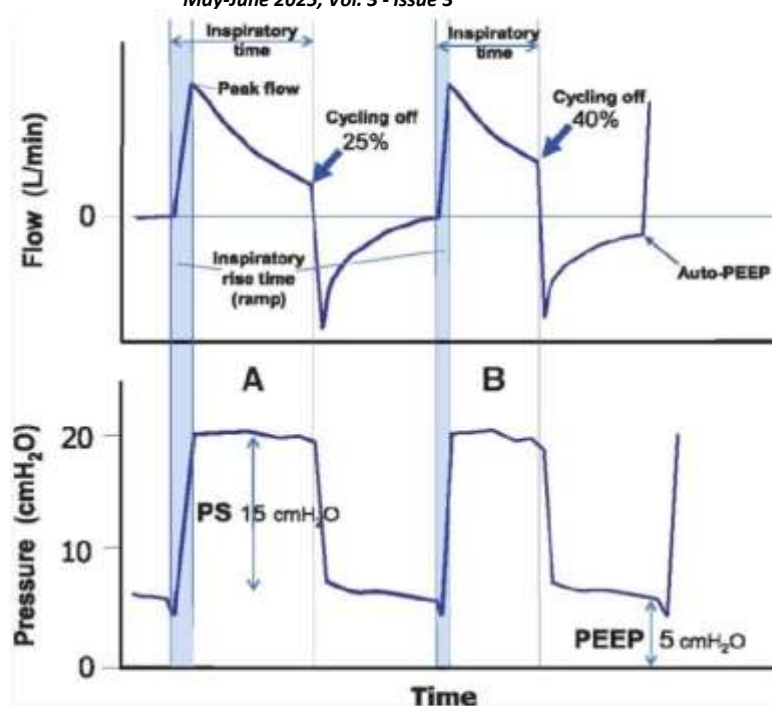 May-June 2025, Vol. 3 - Issue 3
Inspiratory
time
Inspiratory
time
Peak flow
Cycling off
25%
Cycling off
40%
Flow (L/min)
0
Inspiratory
rise time
(ramp)
Auto-PEEP
A
B
Pressure (cmH₂O)
20
10
0
PS 15 cmH₂O
PEEP 5 cmH₂O
Time